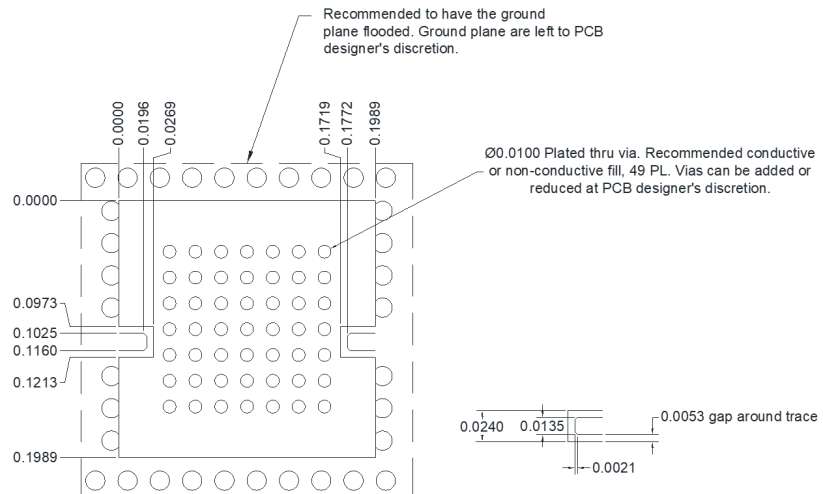 Recommended to have the ground
plane flooded. Ground plane are left to PCB
designer's discretion.
0.0000
0.0196
0.0269
0.1719
0.1772
0.1989
Ø0.0100 Plated thru via. Recommended conductive
or non-conductive fill, 49 PL. Vias can be added or
reduced at PCB designer's discretion.
0.0000
0.0973
0.1025
0.1160
0.1213
0.1989
0.0240
0.0135
0.0053 gap around trace
0.0021